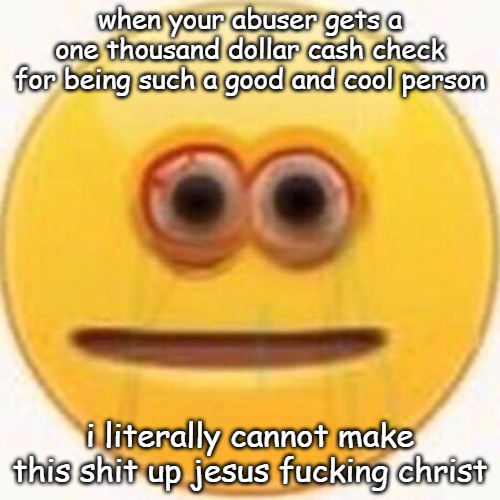 when your abuser gets a
one thousand dollar cash check
for being such a good and cool person
i literally cannot make
this shit up jesus fucking christ